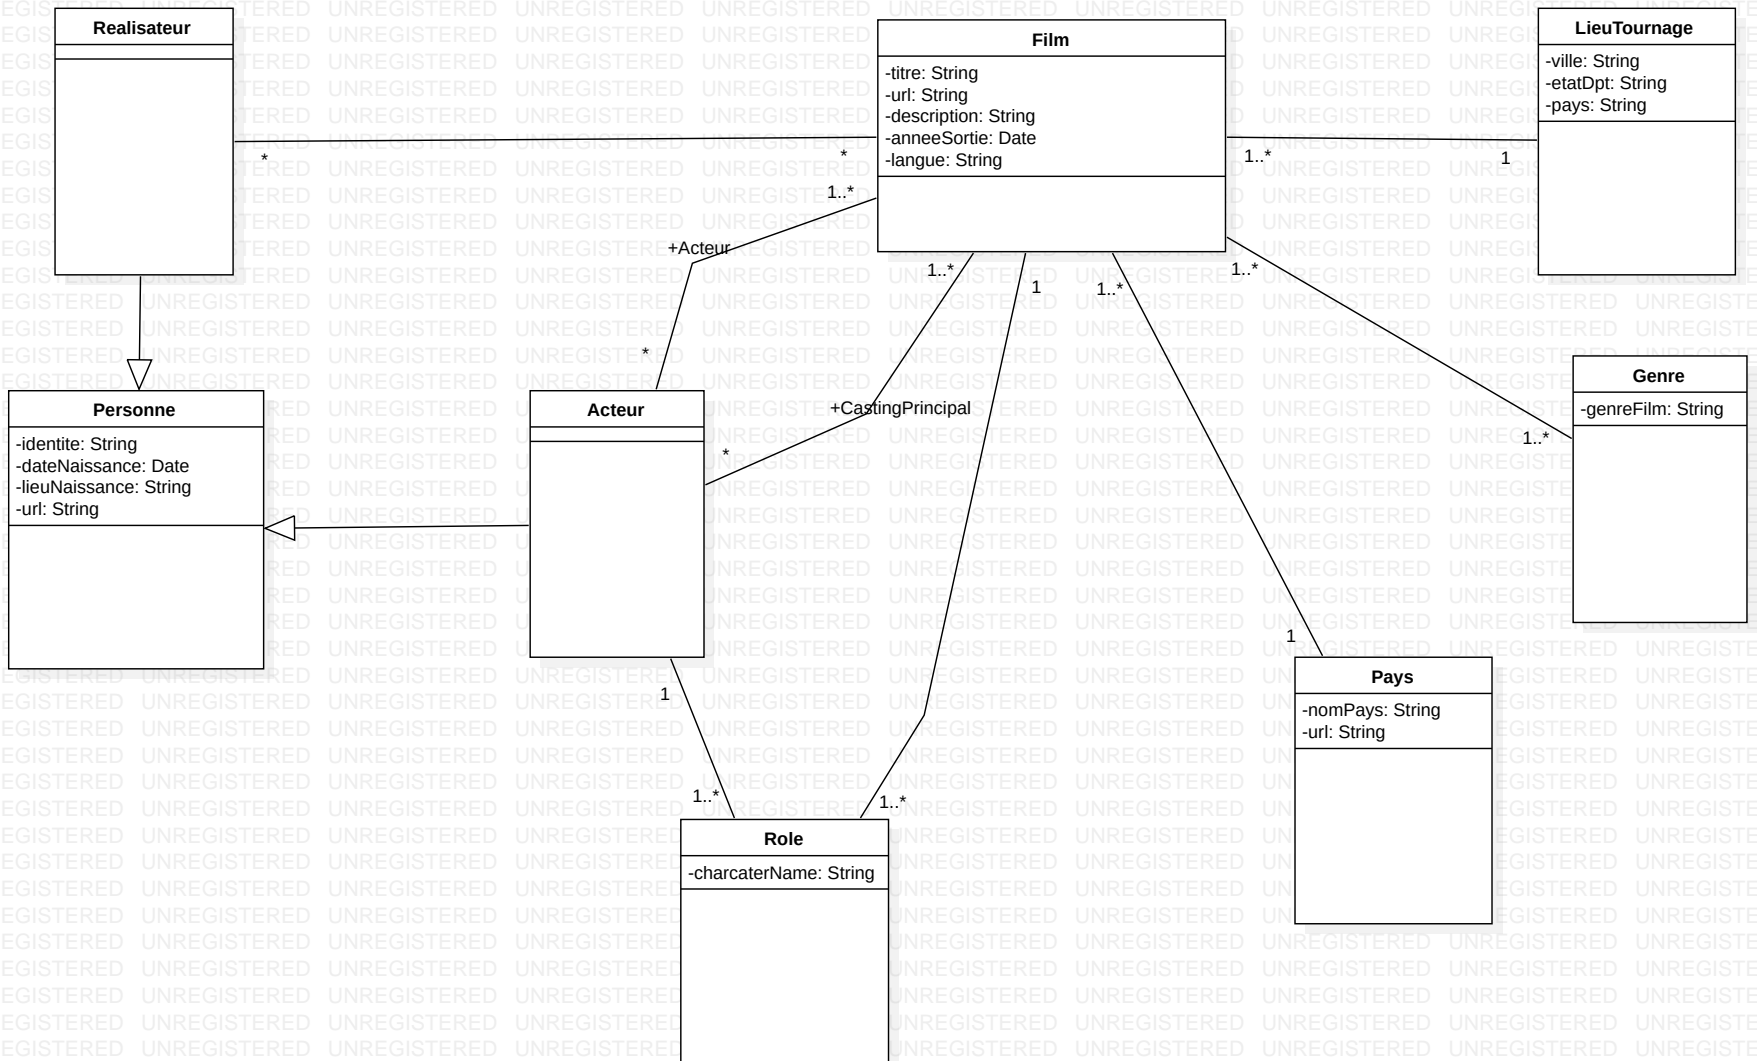 Realisateur
Film
-titre: String
-url: String
-description: String
-anneeSortie: Date
-langue: String
LieuTournage
-ville: String
-etatDpt: String
-pays: String
*
*
1..*
1
1..*
+Acteur
*
1..*
1
1..*
1..*
Personne
-identite: String
-dateNaissance: Date
-lieuNaissance: String
-url: String
Acteur
+CastingPrincipal
*
Genre
-genreFilm: String
1..*
1
Pays
-nomPays: String
-url: String
1
1..*
1..*
Role
-charcaterName: String
UNREGISTERED